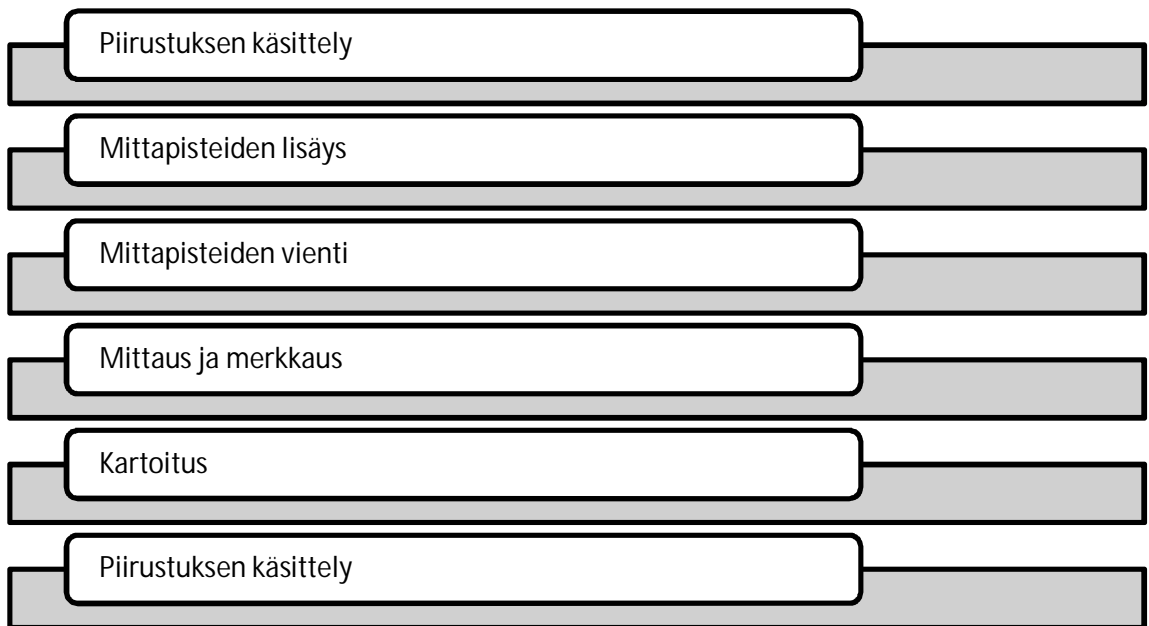 Piirustuksen käsittely
Mittapisteiden lisäys
Mittapisteiden vienti
Mittaus ja merkkaus
Kartoitus
Piirustuksen käsittely